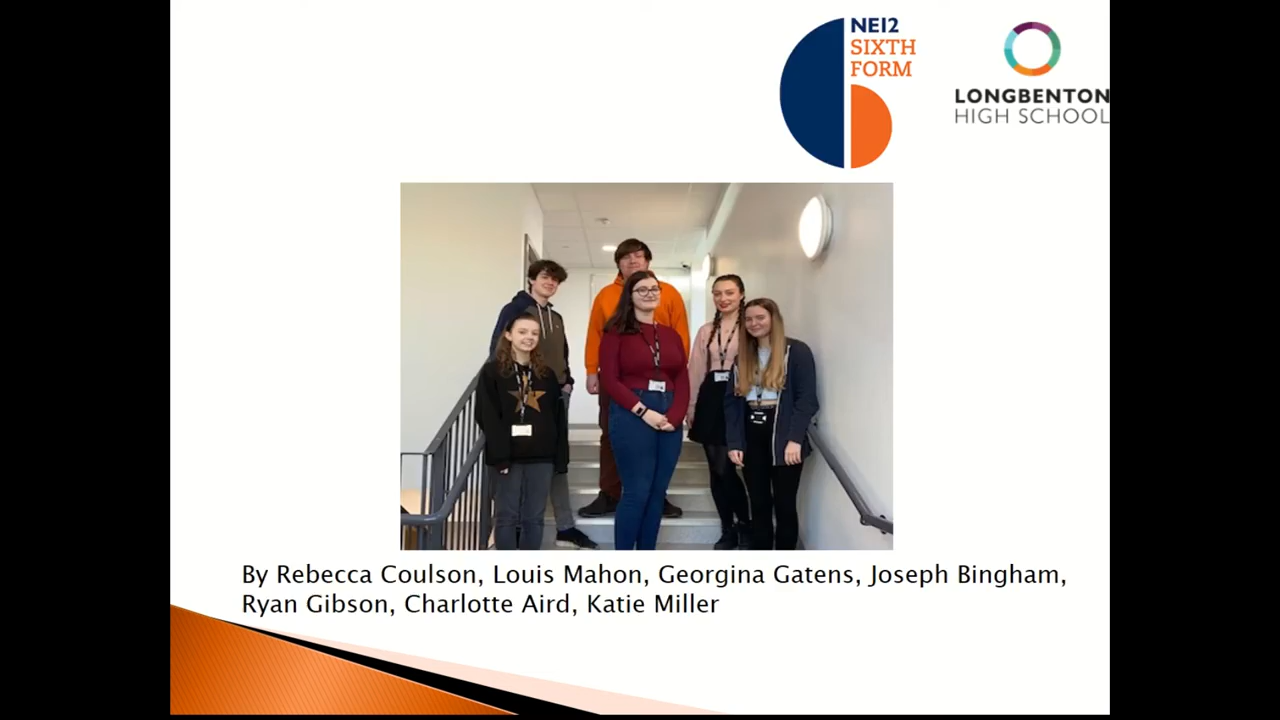 NE12
SIXTH
FORM
LONGBENTON
HIGH SCHOOL
By Rebecca Coulson, Louis Mahon, Georgina Gatens, Joseph Bingham,
Ryan Gibson, Charlotte Aird, Katie Miller